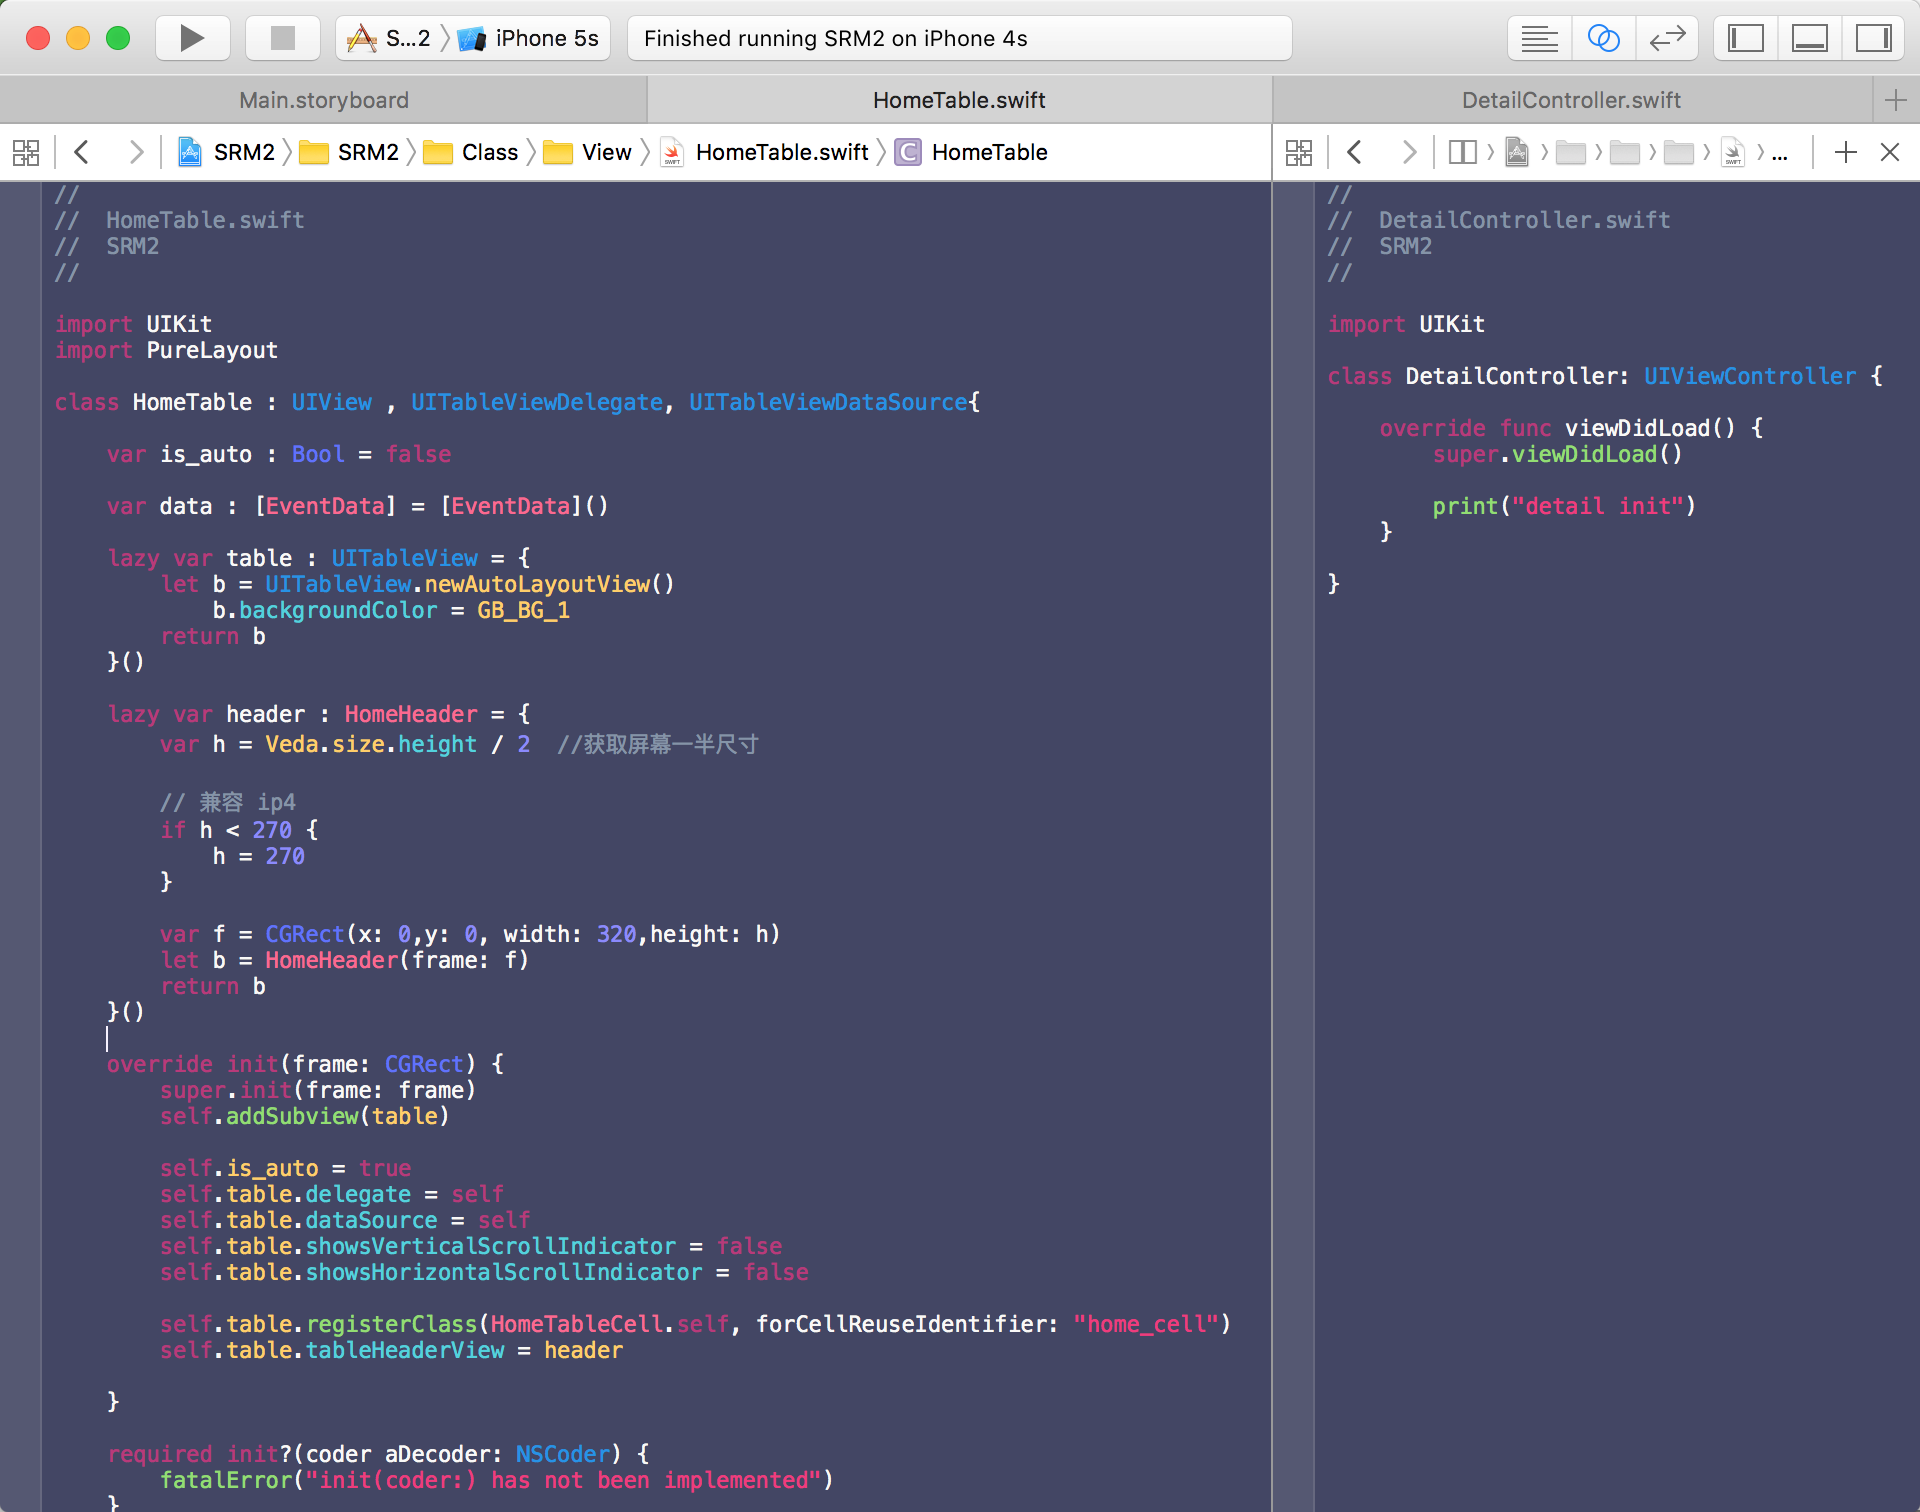 S...2 iPhone 5s Finished running SRM2 on iPhone 4s
Main.storyboard HomeTable.swift DetailController.swift
SRM2 SRM2 Class View HomeTable.swift C HomeTable
SWIFT SWIFT ...
//
//  HomeTable.swift
//  SRM2
//
import UIKit
import PureLayout
class HomeTable : UIView , UITableViewDelegate, UITableViewDataSource{
    var is_auto : Bool = false
    var data : [EventData] = [EventData]()
    lazy var table : UITableView = {
        let b = UITableView.newAutoLayoutView()
            b.backgroundColor = GB_BG_1
        return b
    }()
    lazy var header : HomeHeader = {
        var h = Veda.size.height / 2  //获取屏幕一半尺寸
        // 兼容 ip4
        if h < 270 {
            h = 270
        }
        var f = CGRect(x: 0,y: 0, width: 320,height: h)
        let b = HomeHeader(frame: f)
        return b
    }()
    override init(frame: CGRect) {
        super.init(frame: frame)
        self.addSubview(table)
        self.is_auto = true
        self.table.delegate = self
        self.table.dataSource = self
        self.table.showsVerticalScrollIndicator = false
        self.table.showsHorizontalScrollIndicator = false
        self.table.registerClass(HomeTableCell.self, forCellReuseIdentifier: "home_cell")
        self.table.tableHeaderView = header
    }
    required init?(coder aDecoder: NSCoder) {
        fatalError("init(coder:) has not been implemented")
    }
//
//  DetailController.swift
//  SRM2
//
import UIKit
class DetailController: UIViewController {
    override func viewDidLoad() {
        super.viewDidLoad()
        print("detail init")
    }
}